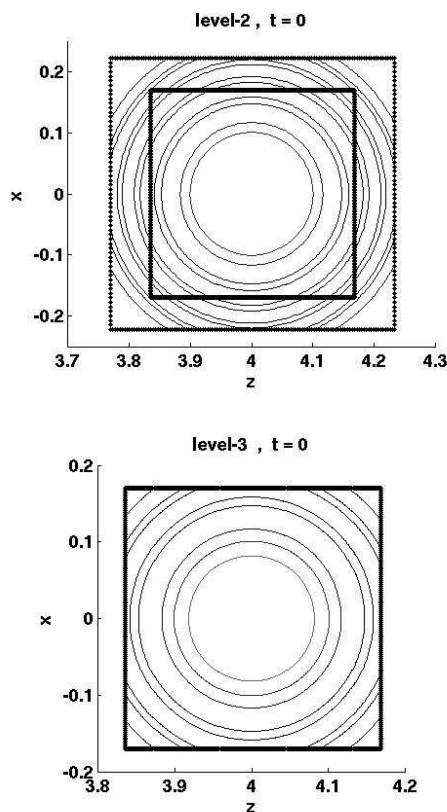 level-2 , t = 0
0.2
0.1
0
-0.1
-0.2
x
3.7 3.8 3.9 4 4.1 4.2 4.3
z
level-3 , t = 0
0.2
0.1
0
-0.1
-0.2
x
3.8 3.9 4 4.1 4.2
z